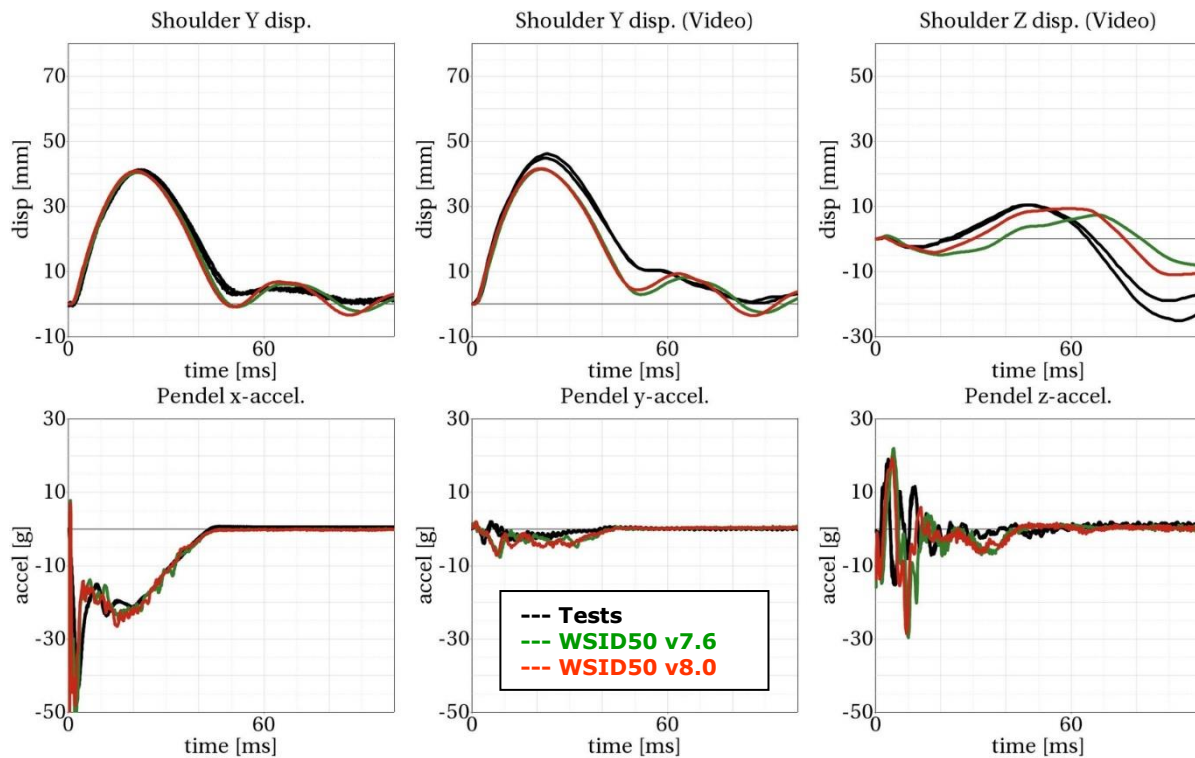 Shoulder Y disp.
Shoulder Y disp. (Video)
Shoulder Z disp. (Video)
disp [mm]
70
50
30
10
-10
0
60
time [ms]
disp [mm]
70
50
30
10
-10
0
60
time [ms]
disp [mm]
50
30
10
-10
-30
0
60
time [ms]
Pendel x-accel.
Pendel y-accel.
Pendel z-accel.
accel [g]
30
10
-10
-30
-50
0
60
time [ms]
accel [g]
30
10
-10
-30
-50
0
60
time [ms]
--- Tests
--- WSID50 v7.6
--- WSID50 v8.0
accel [g]
30
10
-10
-30
-50
0
60
time [ms]